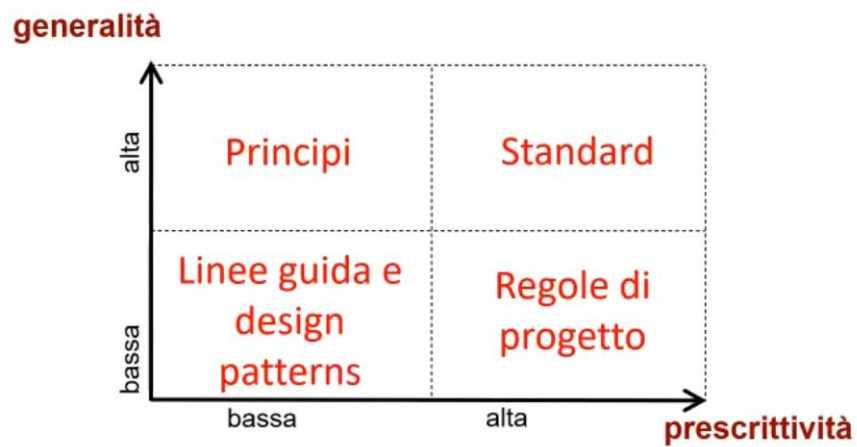 generalità
alta
Principi
Standard
bassa
Linee guida e
design
patterns
Regole di
progetto
bassa
alta
prescrittività